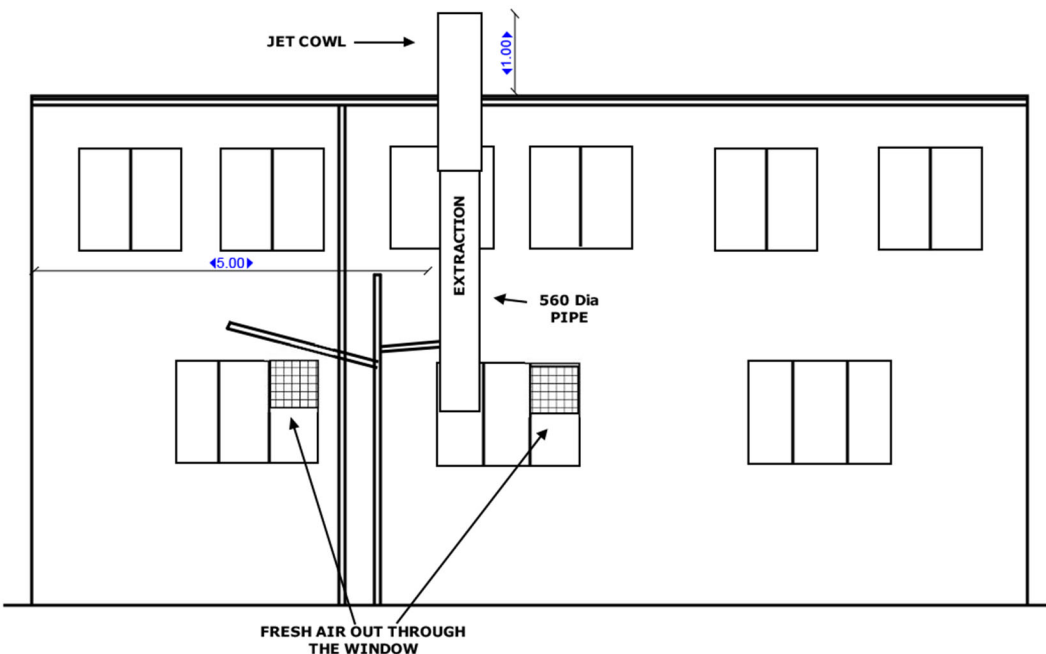 JET COWL
1.00
5.00
EXTRACTION
560 Dia
PIPE
FRESH AIR OUT THROUGH
THE WINDOW